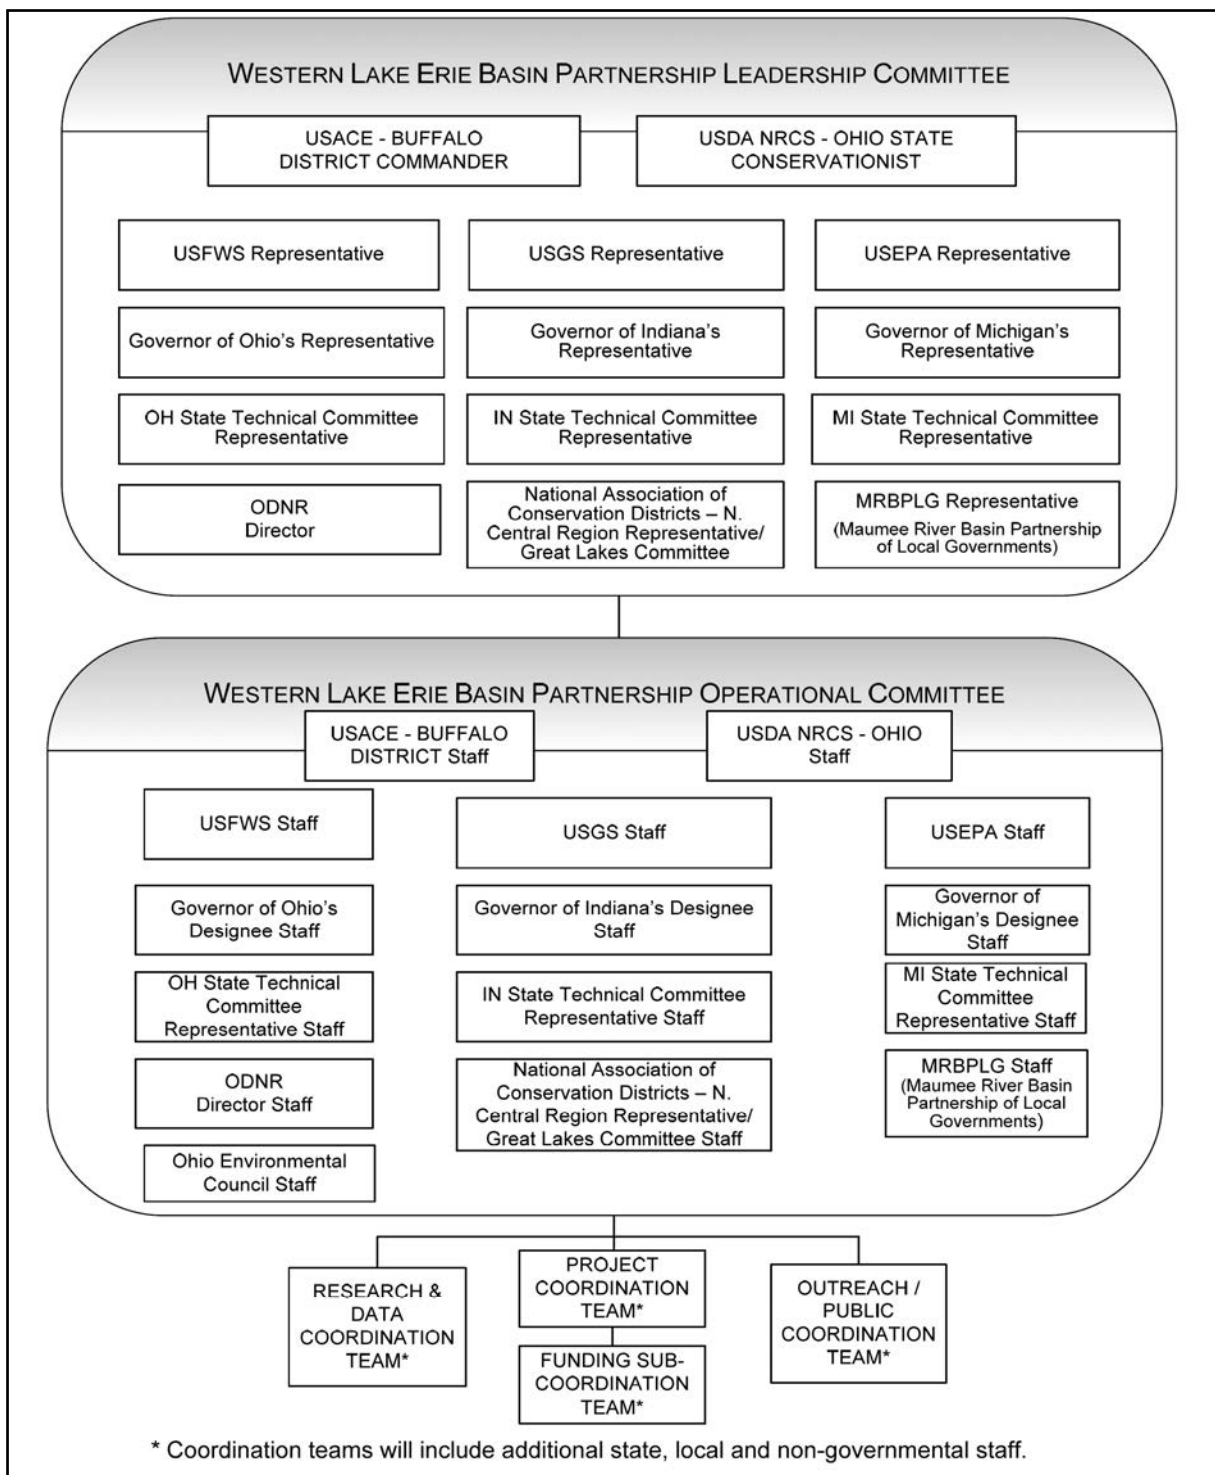 WESTERN LAKE ERIE BASIN PARTNERSHIP LEADERSHIP COMMITTEE
USACE - BUFFALO
DISTRICT COMMANDER
USDA NRCS - OHIO STATE
CONSERVATIONIST
USFWS Representative
USGS Representative
USEPA Representative
Governor of Ohio’s Representative
Governor of Indiana’s
Representative
Governor of Michigan’s
Representative
OH State Technical Committee
Representative
IN State Technical Committee
Representative
MI State Technical Committee
Representative
ODNR
Director
National Association of
Conservation Districts – N.
Central Region Representative/
Great Lakes Committee
MRBPLG Representative
(Maumee River Basin Partnership
of Local Governments)
WESTERN LAKE ERIE BASIN PARTNERSHIP OPERATIONAL COMMITTEE
USACE - BUFFALO
DISTRICT Staff
USDA NRCS - OHIO
Staff
USFWS Staff
USGS Staff
USEPA Staff
Governor of Ohio’s
Designee Staff
Governor of Indiana’s Designee
Staff
Governor of
Michigan’s Designee
Staff
OH State Technical
Committee
Representative Staff
IN State Technical Committee
Representative Staff
MI State Technical
Committee
Representative Staff
ODNR
Director Staff
National Association of
Conservation Districts – N.
Central Region Representative/
Great Lakes Committee Staff
MRBPLG Staff
(Maumee River Basin
Partnership of Local
Governments)
Ohio Environmental
Council Staff
RESEARCH &
DATA
COORDINATION
TEAM*
PROJECT
COORDINATION
TEAM*
OUTREACH /
PUBLIC
COORDINATION
TEAM*
FUNDING SUB-
COORDINATION
TEAM*
* Coordination teams will include additional state, local and non-governmental staff.